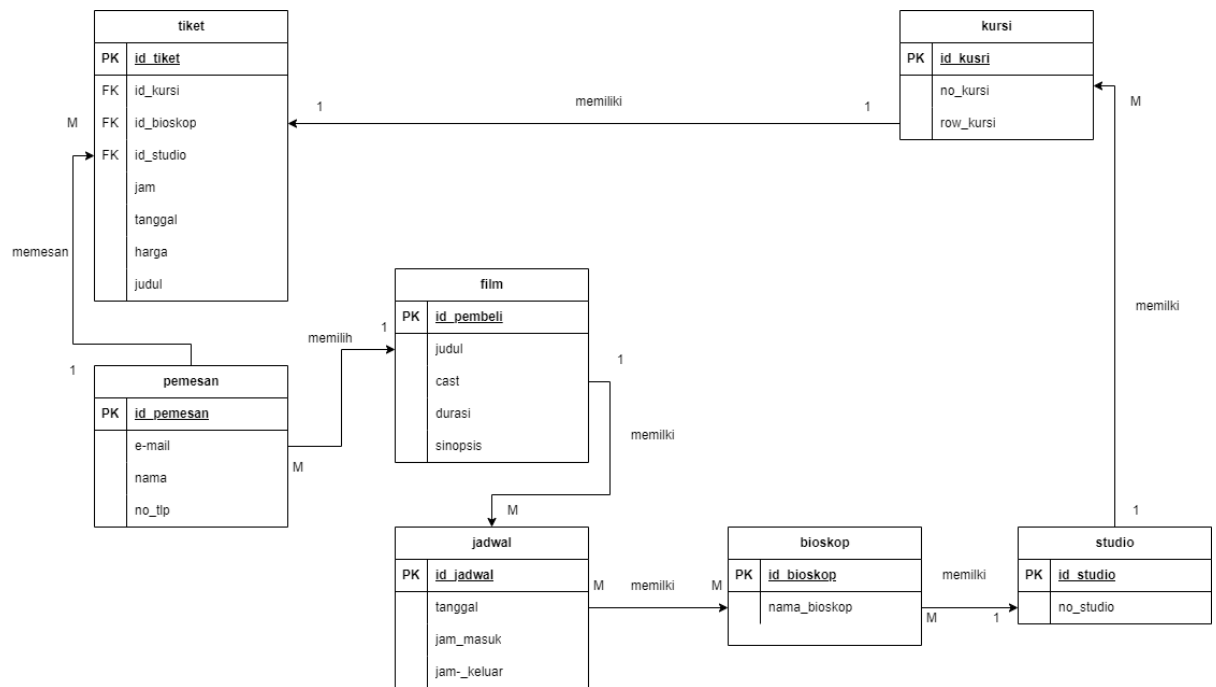 tiket
PK id_tiket
FK id_kursi
FK id_bioskop
FK id_studio
jam
tanggal
harga
judul
kursi
PK id_kusri
no_kursi
row_kursi
M
1
memiliki
1
M
memesan
memilki
film
PK id_pembeli
judul
cast
durasi
sinopsis
memilih
1
1
1
pemesan
PK id_pemesan
e-mail
nama
no_tlp
M
memilki
M
1
jadwal
PK id_jadwal
tanggal
jam_masuk
jam-_keluar
M
memilki
M
bioskop
PK id_bioskop
nama_bioskop
memilki
M
1
studio
PK id_studio
no_studio